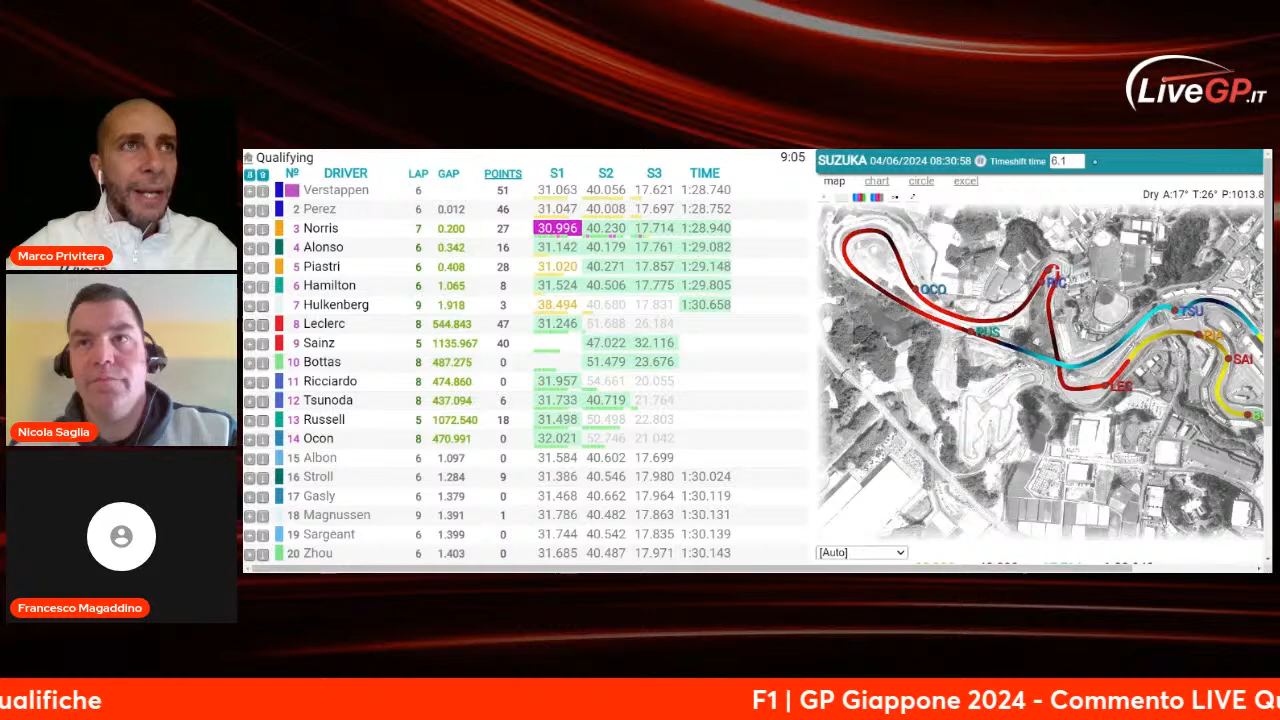 LiveGP.IT
Marco Privitera
Nicola Saglia
Francesco Magaddino
Qualifying 9:05
Nº DRIVER LAP GAP POINTS S1 S2 S3 TIME
Verstappen 6 51 31.063 40.056 17.621 1:28.740
2 Perez 6 0.012 46 31.047 40.008 17.697 1:28.752
3 Norris 7 0.200 27 30.996 40.230 17.714 1:28.940
4 Alonso 6 0.342 16 31.142 40.179 17.761 1:29.082
5 Piastri 6 0.408 28 31.020 40.271 17.857 1:29.148
6 Hamilton 6 1.065 8 31.524 40.506 17.775 1:29.805
7 Hulkenberg 9 1.918 3 38.494 40.680 17.831 1:30.658
8 Leclerc 8 544.843 47 31.246 51.688 26.184
9 Sainz 5 1135.967 40 47.022 32.116
10 Bottas 8 487.275 0 51.479 23.676
11 Ricciardo 8 474.860 0 31.957 54.661 20.055
12 Tsunoda 8 437.094 6 31.733 40.719 21.764
13 Russell 5 1072.540 18 31.498 50.498 22.803
14 Ocon 8 470.991 0 32.021 52.746 21.042
15 Albon 6 1.097 0 31.584 40.602 17.699
16 Stroll 6 1.284 9 31.386 40.546 17.980 1:30.024
17 Gasly 6 1.379 0 31.468 40.662 17.964 1:30.119
18 Magnussen 9 1.391 1 31.786 40.482 17.863 1:30.131
19 Sargeant 6 1.399 0 31.744 40.542 17.835 1:30.139
20 Zhou 6 1.403 0 31.685 40.487 17.971 1:30.143
SUZUKA 04/06/2024 08:30:58 Timeshift time 6.1
map chart circle excel
Dry A:17° T:26° P:1013.8
OCO
RIC
RUS
TSU
SAI
LEC
[Auto]
ualifiche F1 | GP Giappone 2024 - Commento LIVE Qu